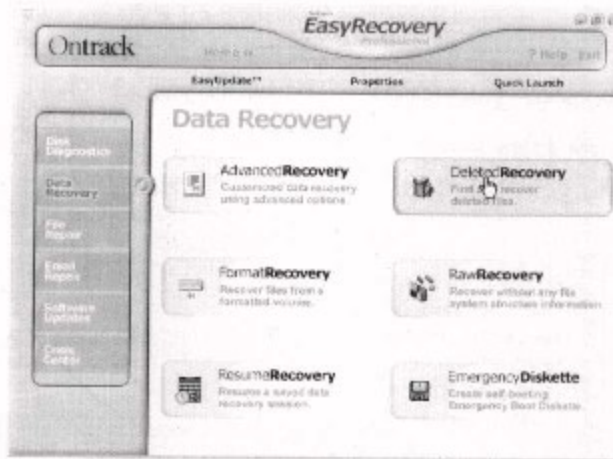 EasyRecovery
Professional
Ontrack
? Help Exit
EasyUpdate™ Properties Quick Launch
Data Recovery
Disk Diagnostics
Data Recovery
File Repair
Email Repair
Software Updates
Crisis Center
AdvancedRecovery
Customized data recovery
using advanced options.
DeletedRecovery
Find recover
deleted files.
FormatRecovery
Recover files from a
formatted volume.
RawRecovery
Recover without any file
system structure information.
ResumeRecovery
Resume a saved data
recovery session.
EmergencyDiskette
Create self-booting
Emergency Boot Diskette.